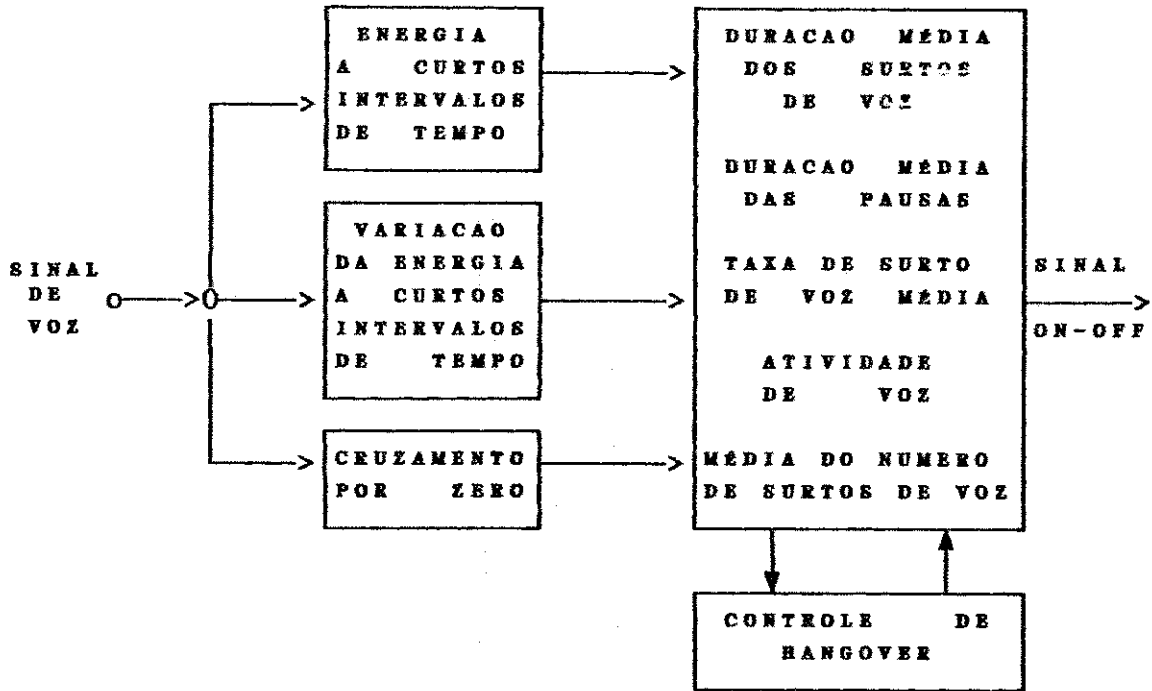 SINAL
DE
VOZ
ENERGIA
A CURTOS
INTERVALOS
DE TEMPO
VARIACAO
DA ENERGIA
A CURTOS
INTERVALOS
DE TEMPO
CRUZAMENTO
POR ZERO
DURACAO MÉDIA
DOS SURTOS
DE VOZ
DURACAO MÉDIA
DAS PAUSAS
TAXA DE SURTO
DE VOZ MÉDIA
ATIVIDADE
DE VOZ
MÉDIA DO NUMERO
DE SURTOS DE VOZ
SINAL
ON-OFF
CONTROLE DE
HANGOVER